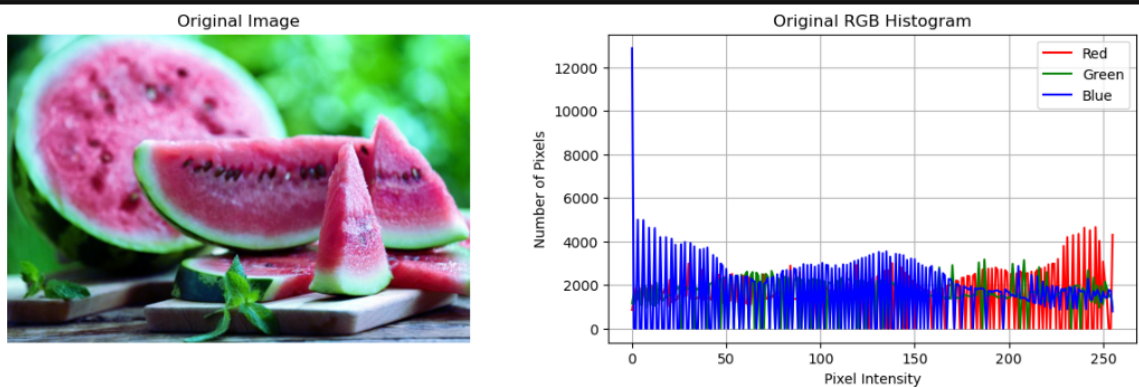 Original Image
Original RGB Histogram
Number of Pixels
12000
10000
8000
6000
4000
2000
0
Red
Green
Blue
0
50
100
150
200
250
Pixel Intensity